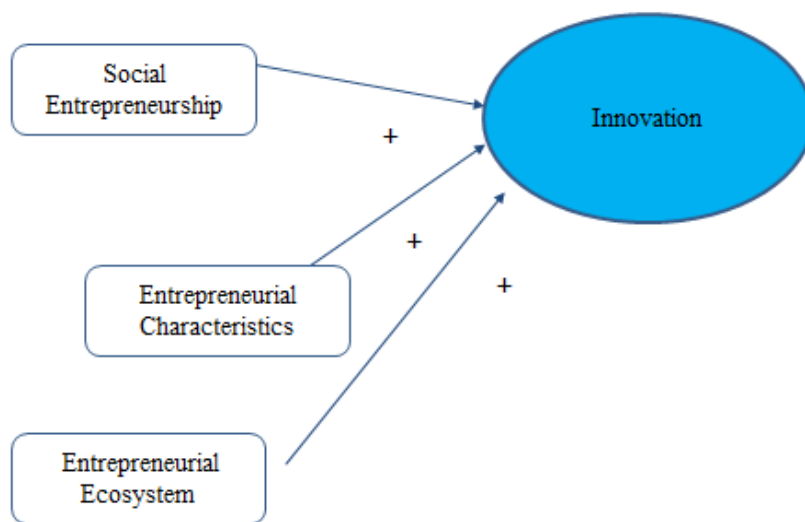 Social
Entrepreneurship
Innovation
+
Entrepreneurial
Characteristics
+
+
Entrepreneurial
Ecosystem